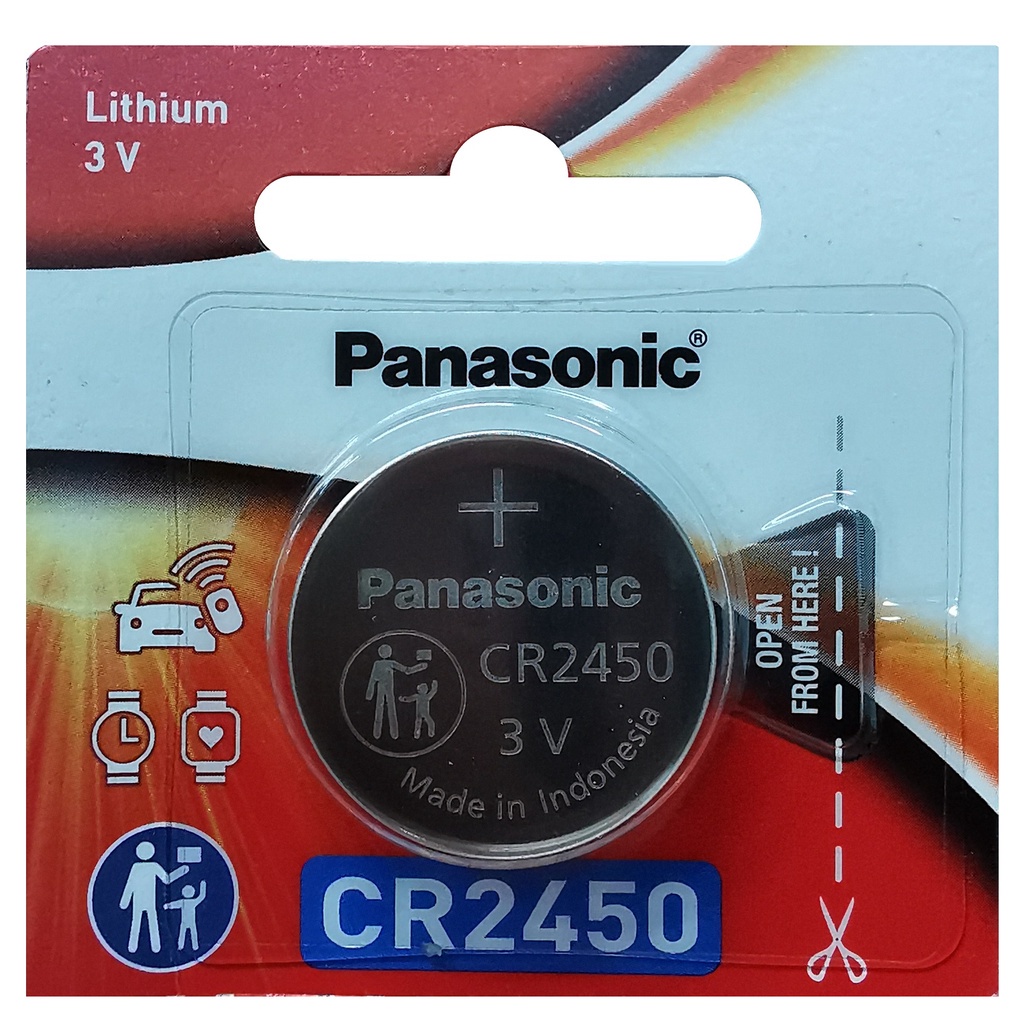 Lithium
3 V
Panasonic®
+
Panasonic
CR2450
3 V
Made in Indonesia
OPEN
FROM HERE!
CR2450